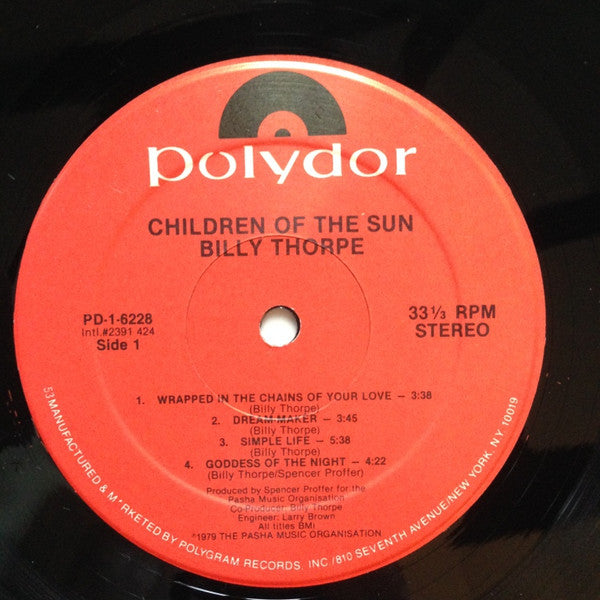 polydor
CHILDREN OF THE SUN
BILLY THORPE
PD-1-6228
Intl.#2391 424
Side 1
33⅓ RPM
STEREO
1. WRAPPED IN THE CHAINS OF YOUR LOVE – 3:38
(Billy Thorpe)
2. DREAM MAKER – 3:45
(Billy Thorpe)
3. SIMPLE LIFE – 5:38
(Billy Thorpe)
4. GODDESS OF THE NIGHT – 4:22
(Billy Thorpe/Spencer Proffer)
Produced by Spencer Proffer for the
Pasha Music Organisation
Co-Producer: Billy Thorpe
Engineer: Larry Brown
All titles BMI
℗1979 THE PASHA MUSIC ORGANISATION
53 MANUFACTURED & MARKETED BY POLYGRAM RECORDS, INC./810 SEVENTH AVENUE/NEW YORK, NY 10019